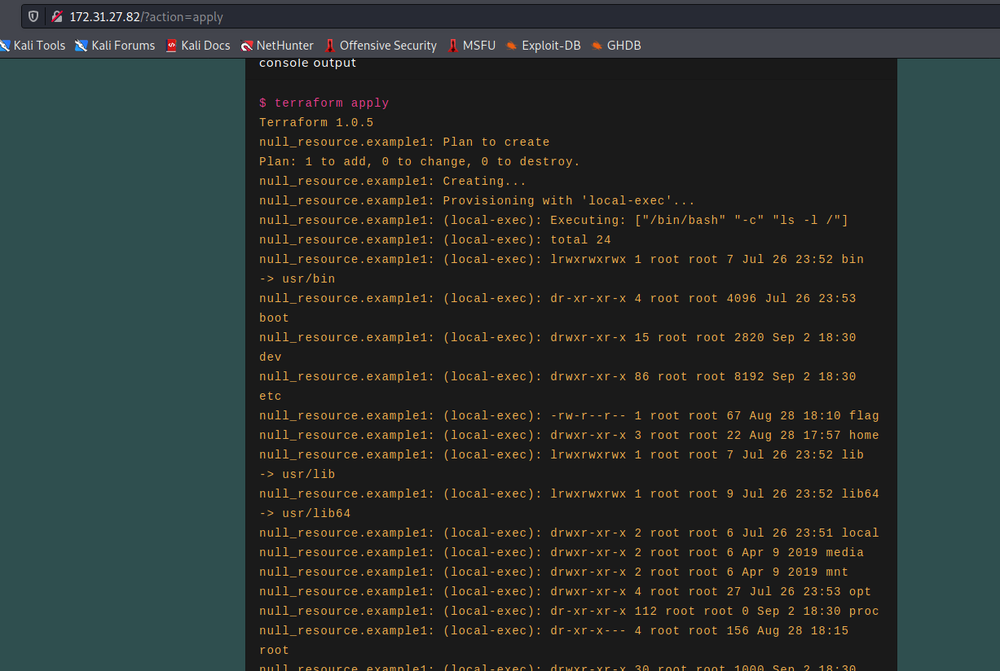 172.31.27.82/?action=apply
Kali Tools Kali Forums Kali Docs NetHunter Offensive Security MSFU Exploit-DB GHDB
console output
$ terraform apply
Terraform 1.0.5
null_resource.example1: Plan to create
Plan: 1 to add, 0 to change, 0 to destroy.
null_resource.example1: Creating...
null_resource.example1: Provisioning with 'local-exec'...
null_resource.example1: (local-exec): Executing: ["/bin/bash" "-c" "ls -l /"]
null_resource.example1: (local-exec): total 24
null_resource.example1: (local-exec): lrwxrwxrwx 1 root root 7 Jul 26 23:52 bin
-> usr/bin
null_resource.example1: (local-exec): dr-xr-xr-x 4 root root 4096 Jul 26 23:53
boot
null_resource.example1: (local-exec): drwxr-xr-x 15 root root 2820 Sep 2 18:30
dev
null_resource.example1: (local-exec): drwxr-xr-x 86 root root 8192 Sep 2 18:30
etc
null_resource.example1: (local-exec): -rw-r--r-- 1 root root 67 Aug 28 18:10 flag
null_resource.example1: (local-exec): drwxr-xr-x 3 root root 22 Aug 28 17:57 home
null_resource.example1: (local-exec): lrwxrwxrwx 1 root root 7 Jul 26 23:52 lib
-> usr/lib
null_resource.example1: (local-exec): lrwxrwxrwx 1 root root 9 Jul 26 23:52 lib64
-> usr/lib64
null_resource.example1: (local-exec): drwxr-xr-x 2 root root 6 Jul 26 23:51 local
null_resource.example1: (local-exec): drwxr-xr-x 2 root root 6 Apr 9 2019 media
null_resource.example1: (local-exec): drwxr-xr-x 2 root root 6 Apr 9 2019 mnt
null_resource.example1: (local-exec): drwxr-xr-x 4 root root 27 Jul 26 23:53 opt
null_resource.example1: (local-exec): dr-xr-xr-x 112 root root 0 Sep 2 18:30 proc
null_resource.example1: (local-exec): dr-xr-x--- 4 root root 156 Aug 28 18:15
root
null_resource.example1: (local-exec): drwxr-xr-x 30 root root 1000 Sep 2 18:30